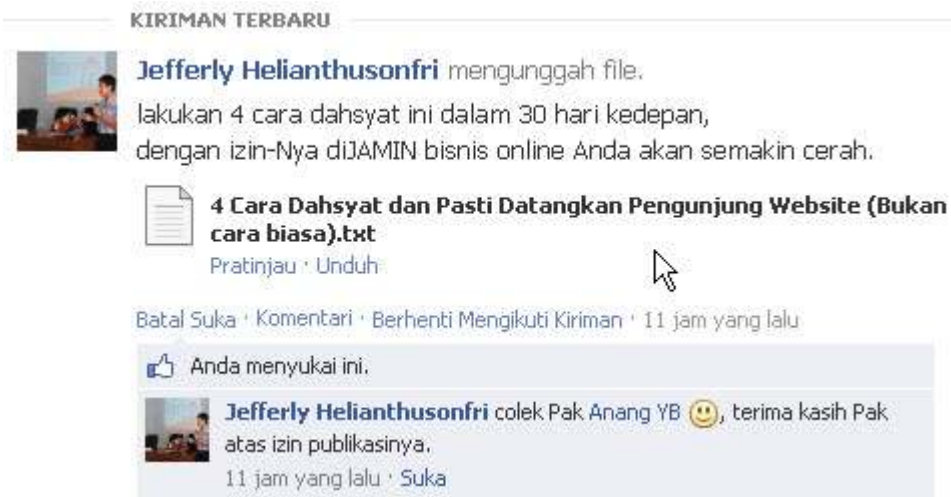 KIRIMAN TERBARU
Jefferly Helianthusonfri mengunggah file.
lakukan 4 cara dahsyat ini dalam 30 hari kedepan,
dengan izin-Nya diJAMIN bisnis online Anda akan semakin cerah.
4 Cara Dahsyat dan Pasti Datangkan Pengunjung Website (Bukan
cara biasa).txt
Pratinjau · Unduh
Batal Suka · Komentari · Berhenti Mengikuti Kiriman · 11 jam yang lalu
Anda menyukai ini.
Jefferly Helianthusonfri colek Pak Anang YB 🙂, terima kasih Pak
atas izin publikasinya.
11 jam yang lalu · Suka